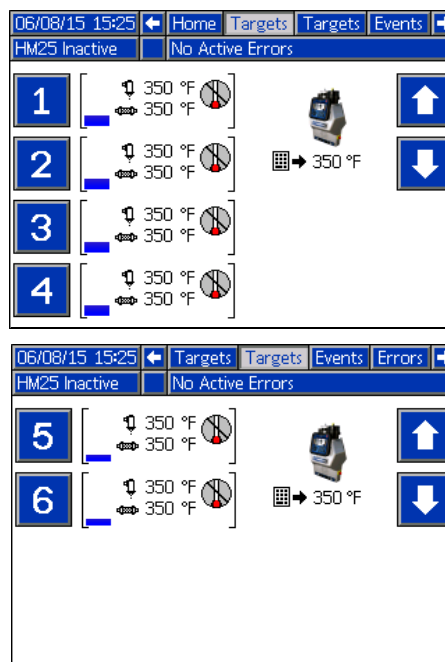 06/08/15 15:25 Home Targets Targets Events
HM25 Inactive No Active Errors
1 350 °F
350 °F
2 350 °F
350 °F
350 °F
3 350 °F
350 °F
4 350 °F
350 °F
06/08/15 15:25 Targets Targets Events Errors
HM25 Inactive No Active Errors
5 350 °F
350 °F
6 350 °F
350 °F
350 °F